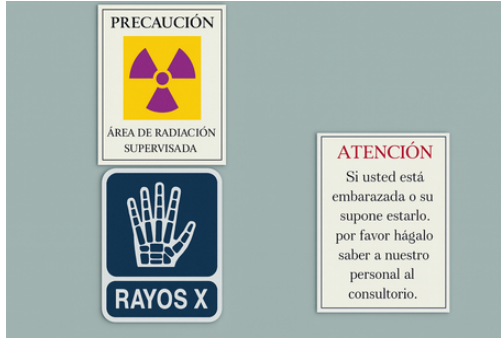 PRECAUCIÓN
ÁREA DE RADIACIÓN
SUPERVISADA
RAYOS X
ATENCIÓN
Si usted está
embarazada o su
supone estarlo.
por favor hágalo
saber a nuestro
personal al
consultorio.